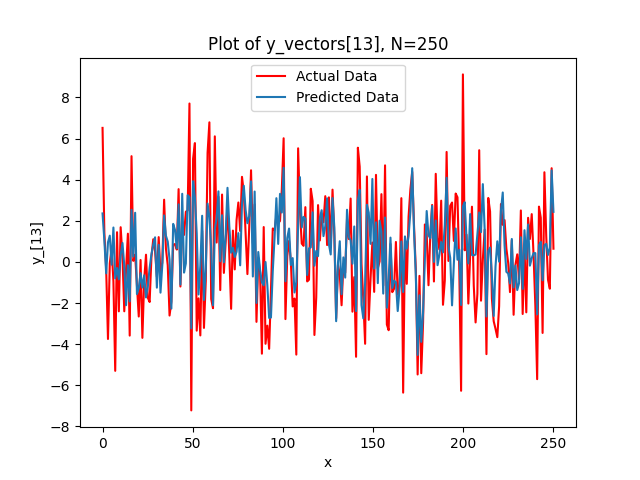 Plot of y_vectors[13], N=250
Actual Data
Predicted Data
y_[13]
8
6
4
2
0
−2
−4
−6
−8
0 50 100 150 200 250
x